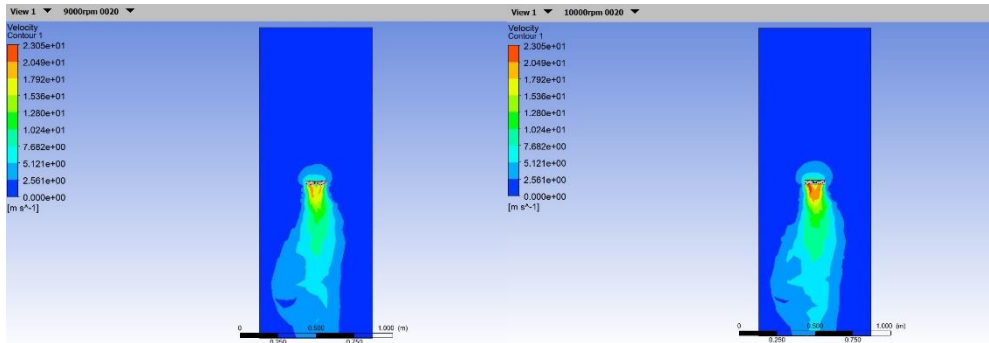 View 1 ▼ 9000rpm 0020 ▼
Velocity
Contour 1
2.305e+01
2.049e+01
1.792e+01
1.536e+01
1.280e+01
1.024e+01
7.682e+00
5.121e+00
2.561e+00
0.000e+00
[m s^-1]
0 0.500 1.000 (m)
0.250 0.750
View 1 ▼ 10000rpm 0020 ▼
Velocity
Contour 1
2.305e+01
2.049e+01
1.792e+01
1.536e+01
1.280e+01
1.024e+01
7.682e+00
5.121e+00
2.561e+00
0.000e+00
[m s^-1]
0 0.500 1.000 (m)
0.250 0.750